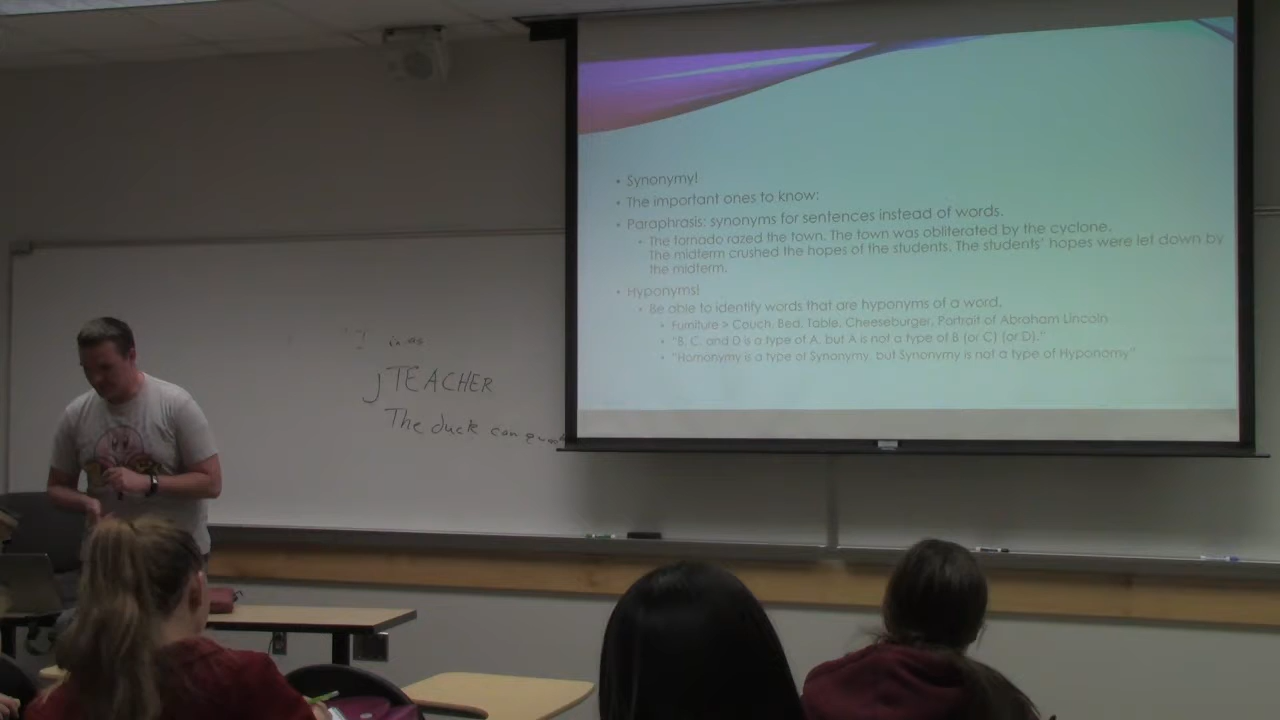 Synonymy!
The important ones to know:
Paraphrasis: synonyms for sentences instead of words.
The tornado razed the town. The town was obliterated by the cyclone.
The midterm crushed the hopes of the students. The students' hopes were let down by
the midterm.
Hyponyms!
Be able to identify words that are hyponyms of a word.
Furniture > Couch, Bed, Table, Cheeseburger, Portrait of Abraham Lincoln
"B, C, and D is a type of A, but A is not a type of B (or C) (or D)."
"Homonymy is a type of Synonymy, but Synonymy is not a type of Hyponomy"
TEACHER
The duck can